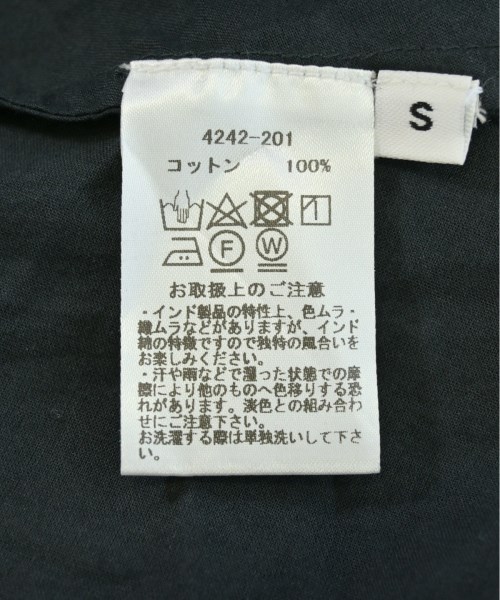 S
4242-201
コットン 100%
F W
お取扱上のご注意
・インド製品の特性上、色ムラ・
織ムラなどがありますが、インド
綿の特徴ですので独特の風合いを
お楽しみください。
・汗や雨などで湿った状態での摩
擦により他のものへ色移りする恐
れがあります。淡色との組み合わ
せにご注意下さい。
お洗濯する際は単独洗いして下さ
い。